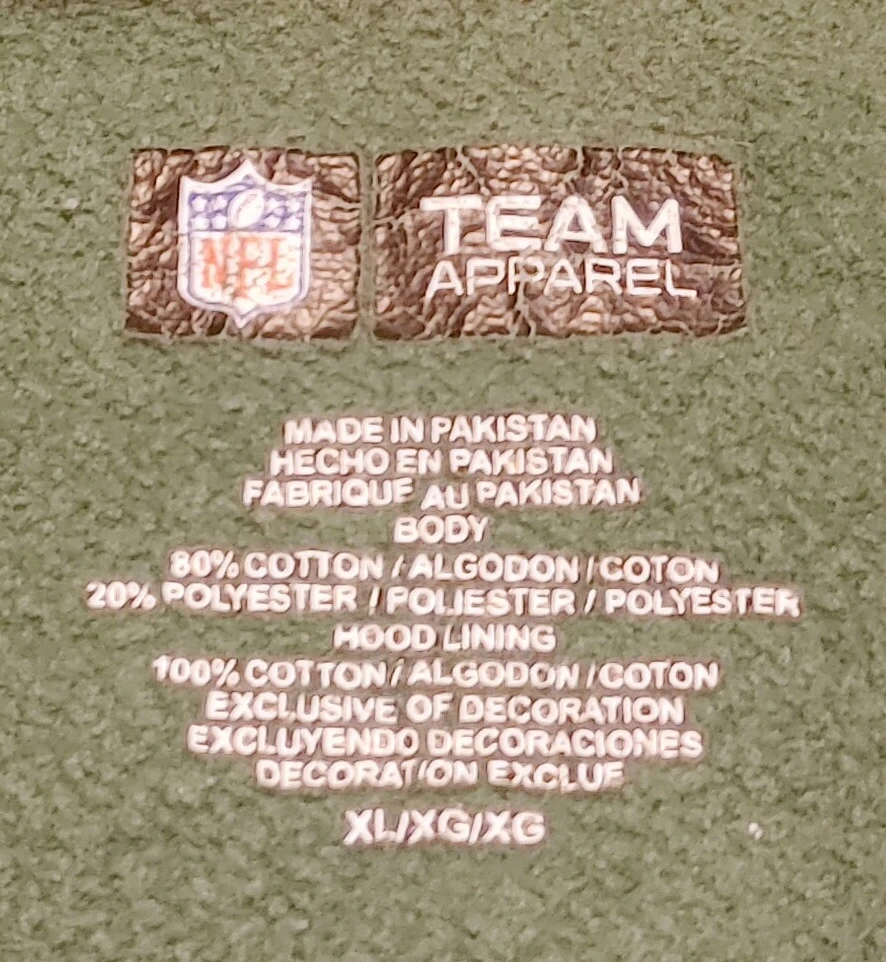 NFL
TEAM
APPAREL
MADE IN PAKISTAN
HECHO EN PAKISTAN
FABRIQUE AU PAKISTAN
BODY
80% COTTON / ALGODON / COTON
20% POLYESTER / POLIESTER / POLYESTER
HOOD LINING
100% COTTON / ALGODON / COTON
EXCLUSIVE OF DECORATION
EXCLUYENDO DECORACIONES
DECORATION EXCLUE
XL/XG/XG